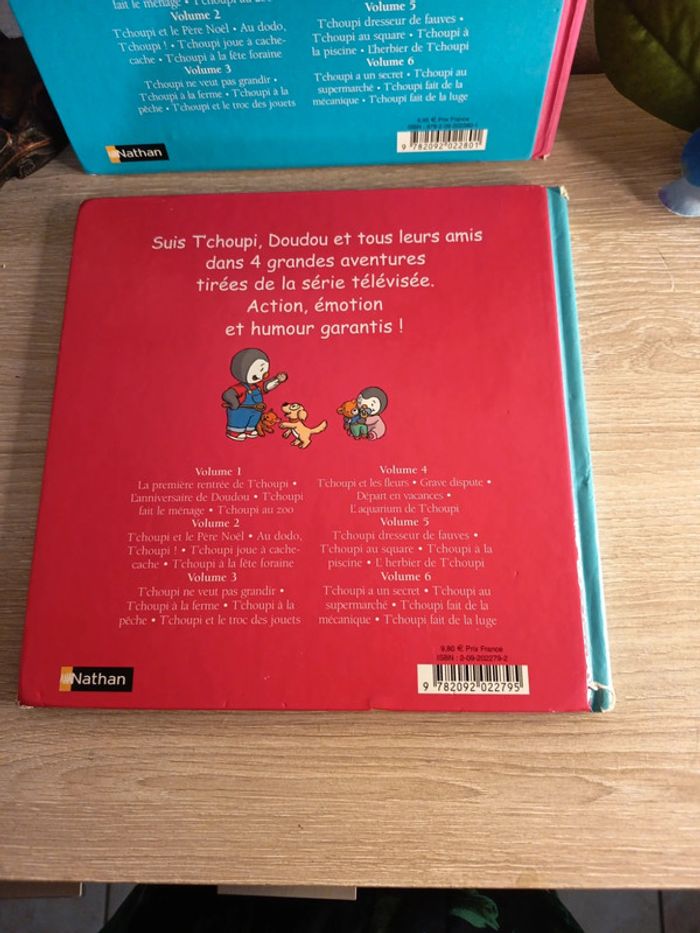 fait le ménage • T'choupi au zoo
Volume 2
T'choupi et le Père Noël • Au dodo,
T'choupi ! • T'choupi joue à cache-
cache • T'choupi à la fête foraine
Volume 3
T'choupi ne veut pas grandir •
T'choupi à la ferme • T'choupi à la
pêche • T'choupi et le troc des jouets
Volume 5
T'choupi dresseur de fauves •
T'choupi au square • T'choupi à
la piscine • L'herbier de T'choupi
Volume 6
T'choupi a un secret • T'choupi au
supermarché • T'choupi fait de la
mécanique • T'choupi fait de la luge
Prix France
9 782092 022801
Nathan
Suis T'choupi, Doudou et tous leurs amis
dans 4 grandes aventures
tirées de la série télévisée.
Action, émotion
et humour garantis !
Volume 1
La première rentrée de T'choupi •
L'anniversaire de Doudou • T'choupi
fait le ménage • T'choupi au zoo
Volume 2
T'choupi et le Père Noël • Au dodo,
T'choupi ! • T'choupi joue à cache-
cache • T'choupi à la fête foraine
Volume 3
T'choupi ne veut pas grandir •
T'choupi à la ferme • T'choupi à la
pêche • T'choupi et le troc des jouets
Volume 4
T'choupi et les fleurs • Grave dispute •
Départ en vacances •
L'aquarium de T'choupi
Volume 5
T'choupi dresseur de fauves •
T'choupi au square • T'choupi à la
piscine • L'herbier de T'choupi
Volume 6
T'choupi a un secret • T'choupi au
supermarché • T'choupi fait de la
mécanique • T'choupi fait de la luge
9,80 € Prix France
ISBN : 2-09-202279-2
9 782092 022795
Nathan